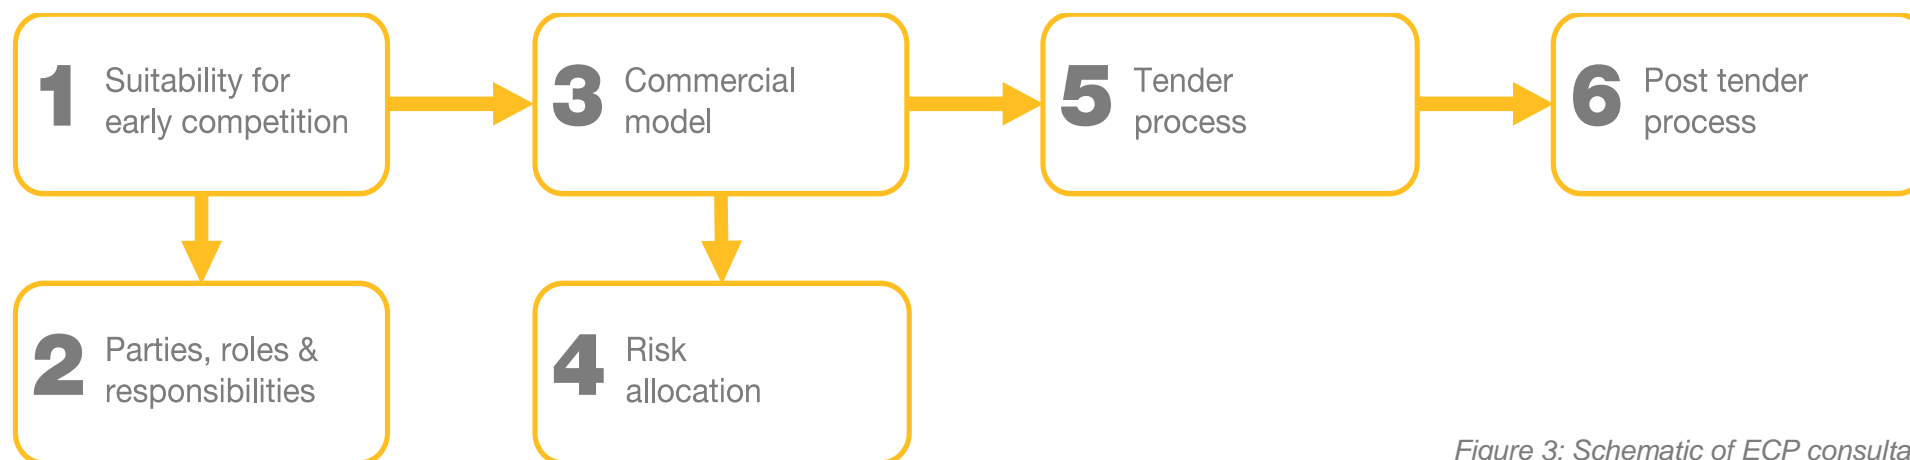 1 Suitability for
early competition
3 Commercial
model
5 Tender
process
6 Post tender
process
2 Parties, roles &
responsibilities
4 Risk
allocation
Figure 3: Schematic of ECP